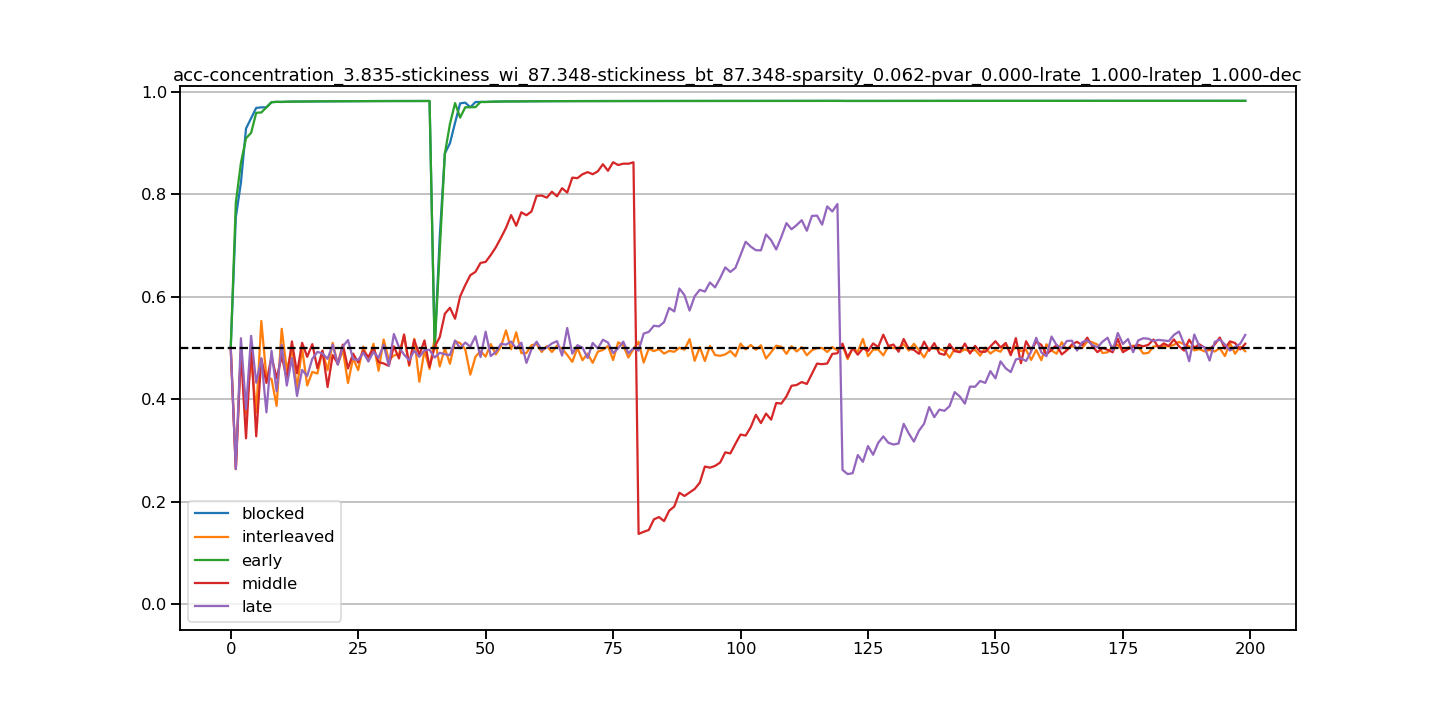 acc-concentration_3.835-stickiness_wi_87.348-stickiness_bt_87.348-sparsity_0.062-pvar_0.000-lrate_1.000-lratep_1.000-dec
1.0
0.8
0.6
0.4
0.2
0.0
blocked
interleaved
early
middle
late
0 25 50 75 100 125 150 175 200